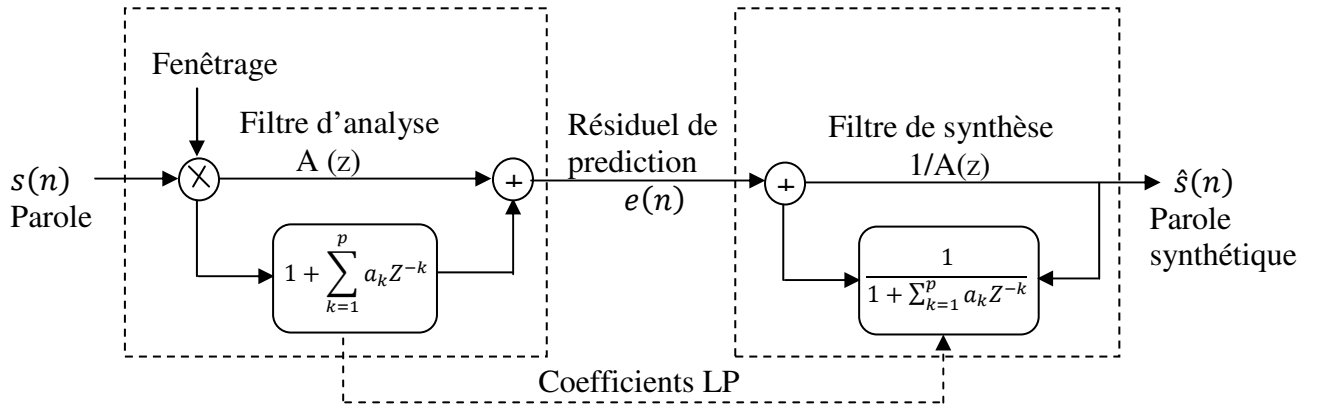 Fenêtrage
Filtre d'analyse
A (z)
s(n)
Parole
1 + ∑_{k=1}^{p} a_k Z^{-k}
Résiduel de
prediction
e(n)
Filtre de synthèse
1/A(z)
ŝ(n)
Parole
synthétique
1
1 + ∑_{k=1}^{p} a_k Z^{-k}
Coefficients LP